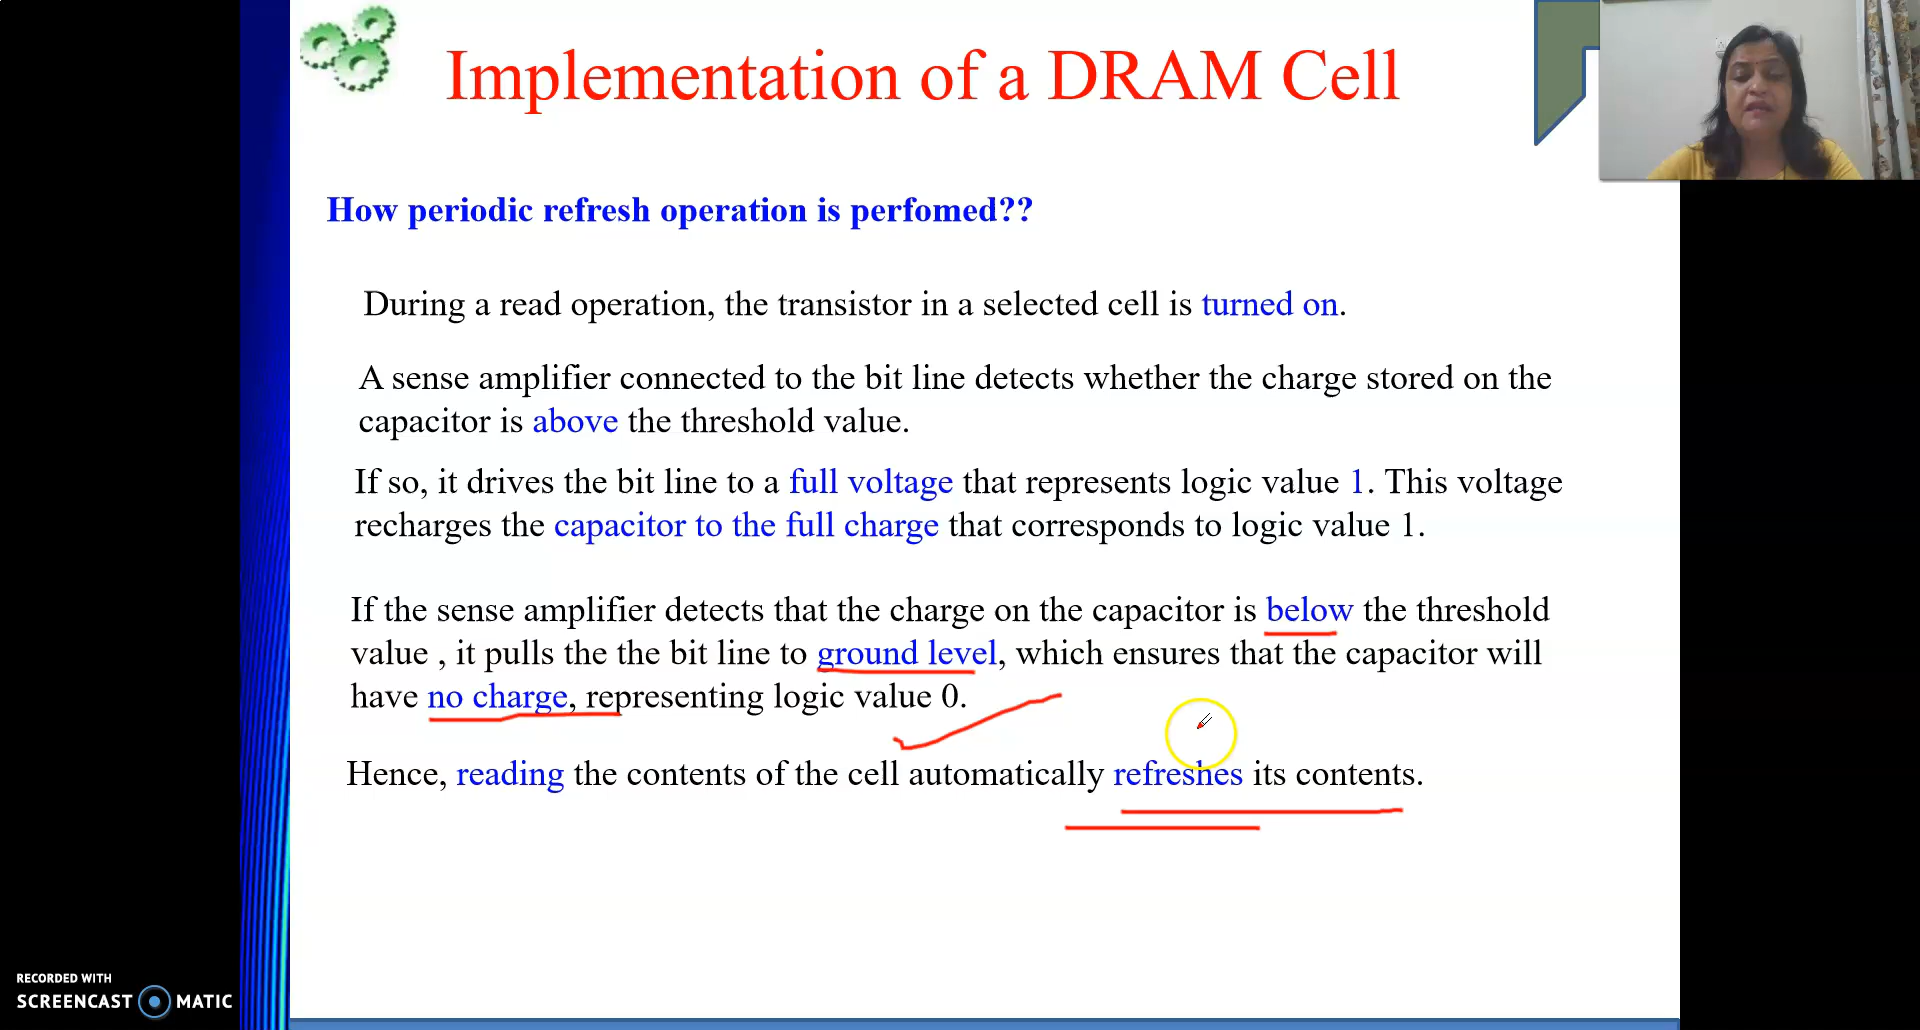 Implementation of a DRAM Cell
How periodic refresh operation is perfomed??
During a read operation, the transistor in a selected cell is turned on.
A sense amplifier connected to the bit line detects whether the charge stored on the
capacitor is above the threshold value.
If so, it drives the bit line to a full voltage that represents logic value 1. This voltage
recharges the capacitor to the full charge that corresponds to logic value 1.
If the sense amplifier detects that the charge on the capacitor is below the threshold
value , it pulls the the bit line to ground level, which ensures that the capacitor will
have no charge, representing logic value 0.
Hence, reading the contents of the cell automatically refreshes its contents.
RECORDED WITH
SCREENCAST MATIC